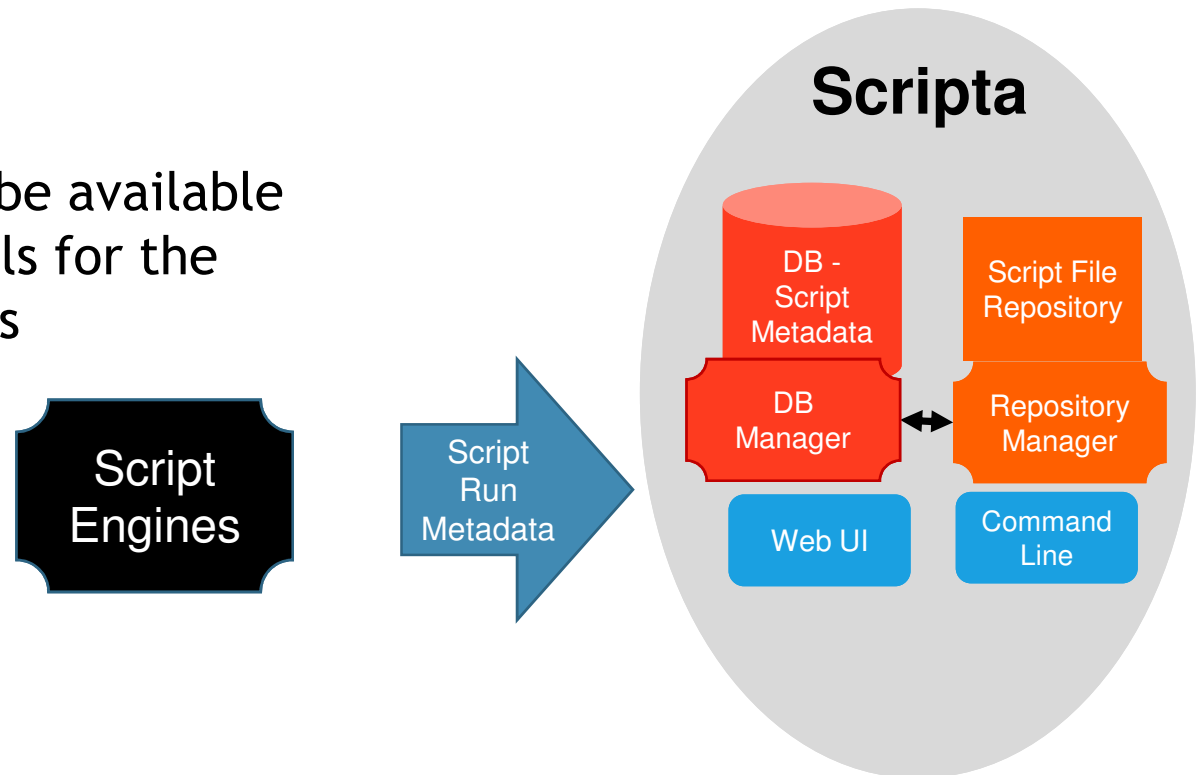 Scripta
be available
ls for the
s
DB -
Script
Metadata
Script File
Repository
DB
Manager
Repository
Manager
Script
Engines
Script
Run
Metadata
Web UI
Command
Line